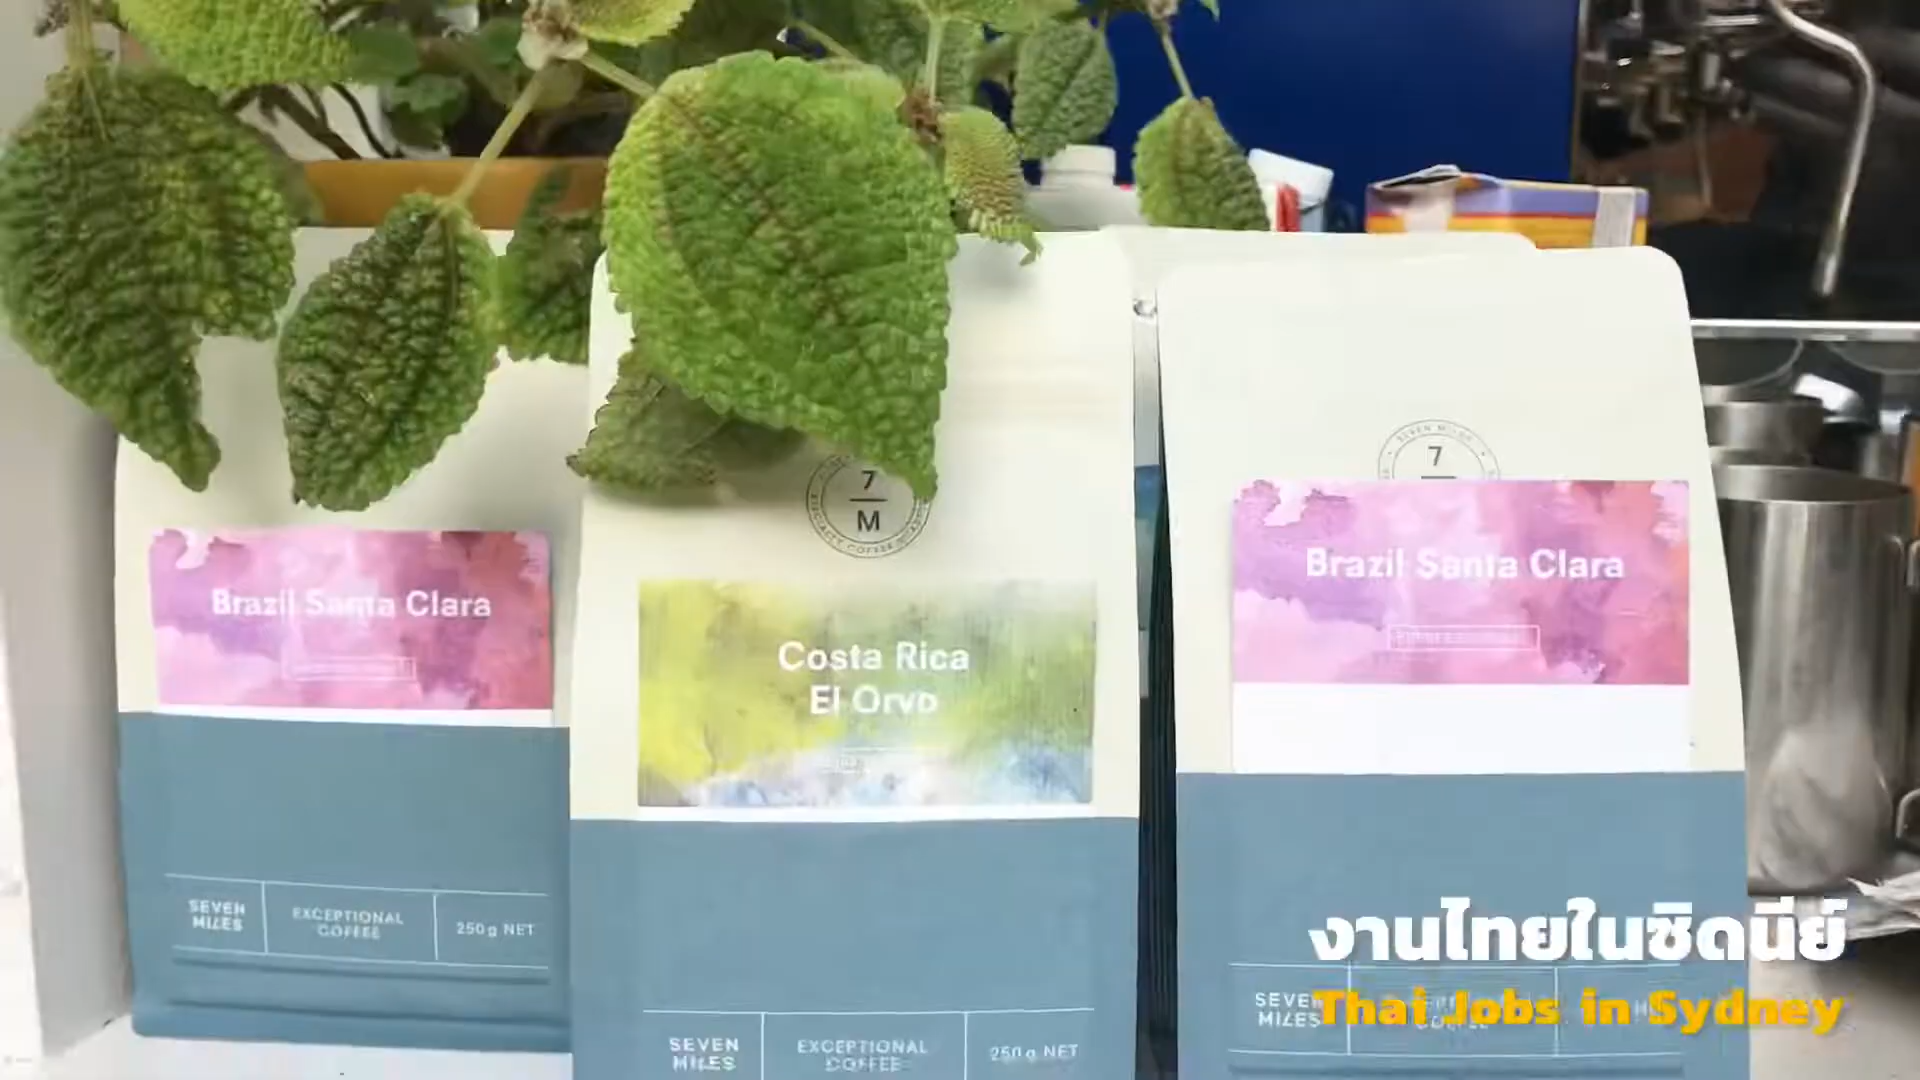 7
M
7
Brazil Santa Clara
Costa Rica
El Orvo
Brazil Santa Clara
SEVEN
MILES
EXCEPTIONAL
COFFEE
250g NET
SEVEN
MILES
EXCEPTIONAL
COFFEE
250g NET
SEVEN
MILES
COFFEE
งานไทยในซิดนีย์
Thai Jobs in Sydney